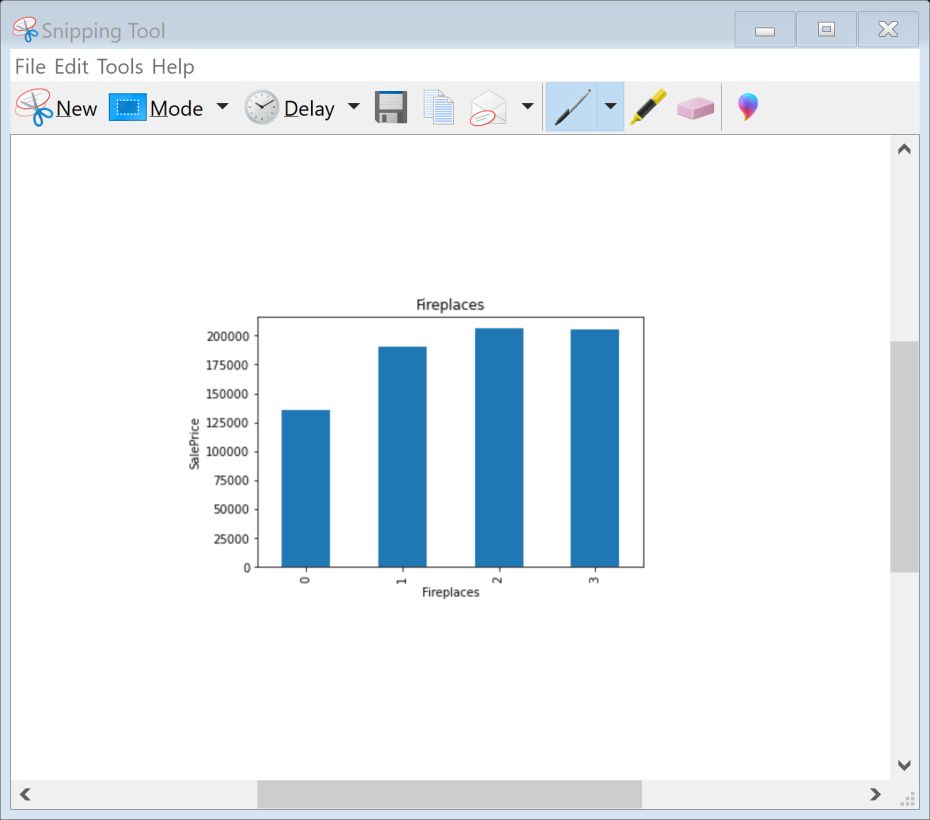 Snipping Tool
File Edit Tools Help
New Mode Delay
Fireplaces
200000
175000
150000
125000
100000
75000
50000
25000
0
SalePrice
0 1 2 3
Fireplaces